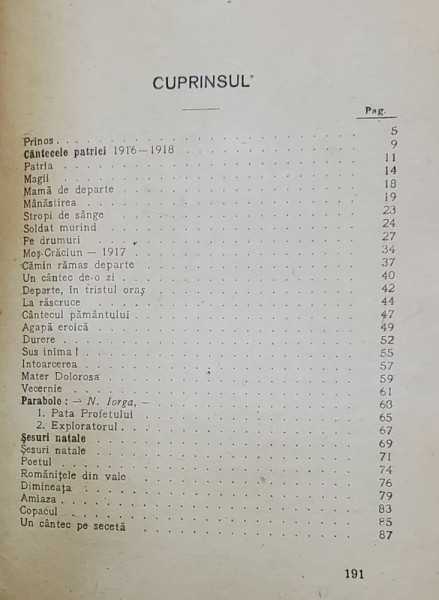 CUPRINSUL
Pag.
Prinos . . . 5
Cântecele patriei 1916—1918 . . . 9
Patria . . . 11
Magii . . . 14
Mamă de departe . . . 18
Mânăstirea . . . 19
Stropi de sânge . . . 23
Soldat murind . . . 24
Pe drumuri . . . 27
Moș-Crăciun — 1917 . . . 34
Cămin rămas departe . . . 37
Un cântec de-o zi . . . 40
Departe, în tristul oraș . . . 42
La răscruce . . . 44
Cântecul pământului . . . 47
Agapă eroică . . . 49
Durere . . . 52
Sus inima! . . . 55
Intoarcerea . . . 57
Mater Dolorosa . . . 59
Vecernie . . . 61
Parabole: — N. Iorga, — . . . 63
1. Pata Profetului . . . 65
2. Exploratorul . . . 67
Șesuri natale . . . 69
Șesuri natale . . . 71
Poetul . . . 74
Românițele din vale . . . 76
Dimineața . . . 79
Amiaza . . . 83
Copacul . . . 85
Un cântec pe secetă . . . 87
191